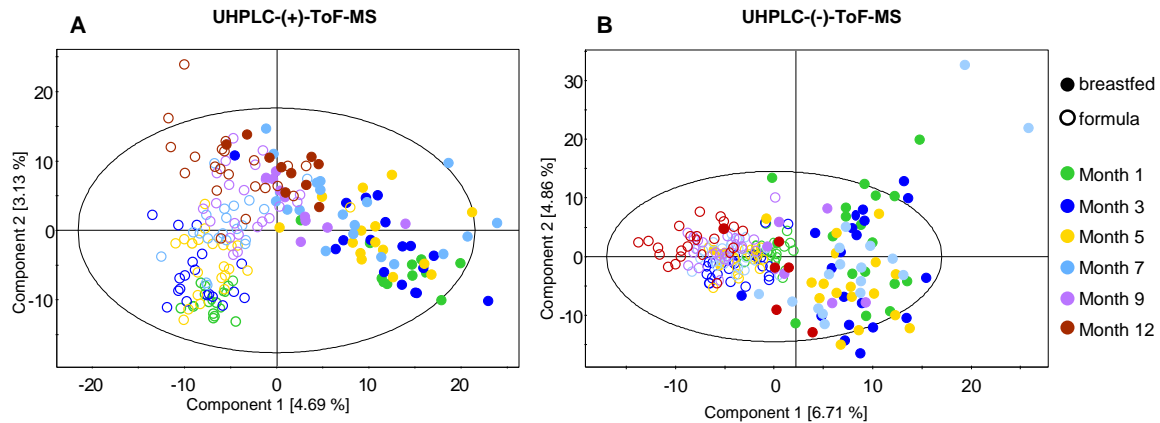 A
UHPLC-(+)-ToF-MS
20
10
0
-10
Component 2 [3.13 %]
-20
-10
0
10
20
Component 1 [4.69 %]
B
UHPLC-(-)-ToF-MS
30
20
10
0
-10
Component 2 [4.86 %]
-10
0
10
20
Component 1 [6.71 %]
breastfed
formula
Month 1
Month 3
Month 5
Month 7
Month 9
Month 12